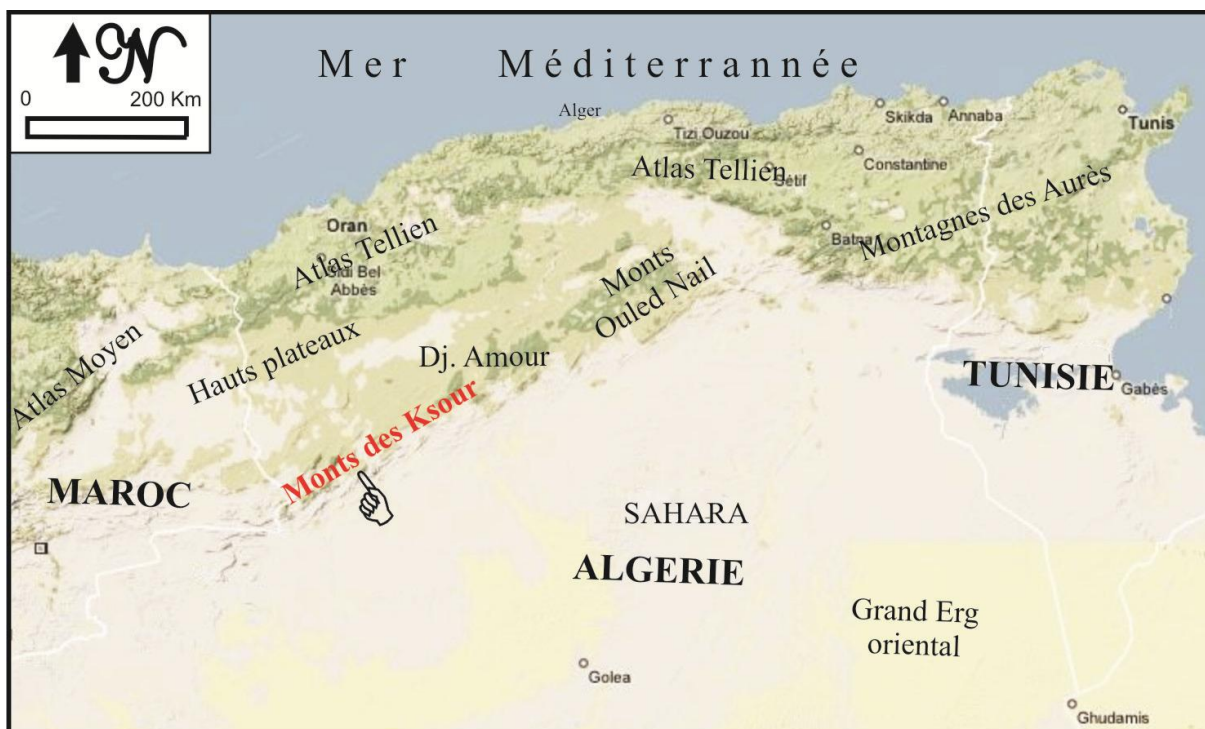 N
0 200 Km
Mer Méditerrannée
Alger
Tizi Ouzou
Skikda
Annaba
Tunis
Constantine
Atlas Tellien
Sétif
Montagnes des Aurès
Batna
Oran
Atlas Tellien
Sidi Bel
Abbès
Monts
Ouled Nail
Hauts plateaux
Dj. Amour
Atlas Moyen
TUNISIE
Gabès
Monts des Ksour
MAROC
SAHARA
ALGERIE
Grand Erg
oriental
Golea
Ghudamis